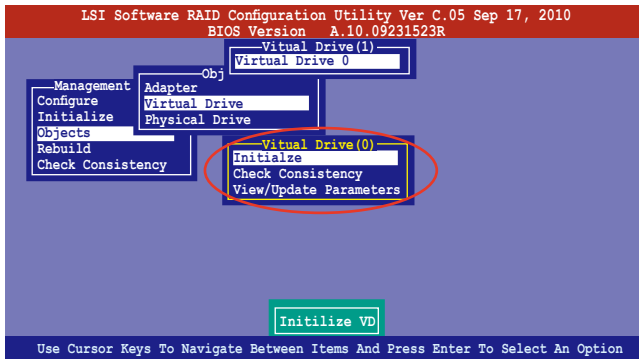 LSI Software RAID Configuration Utility Ver C.05 Sep 17, 2010
BIOS Version A.10.09231523R
Vitual Drive(1)
Virtual Drive 0
Obj
Adapter
Virtual Drive
Physical Drive
Management
Configure
Initialize
Objects
Rebuild
Check Consistency
Vitual Drive(0)
Initialze
Check Consistency
View/Update Parameters
Initilize VD
Use Cursor Keys To Navigate Between Items And Press Enter To Select An Option